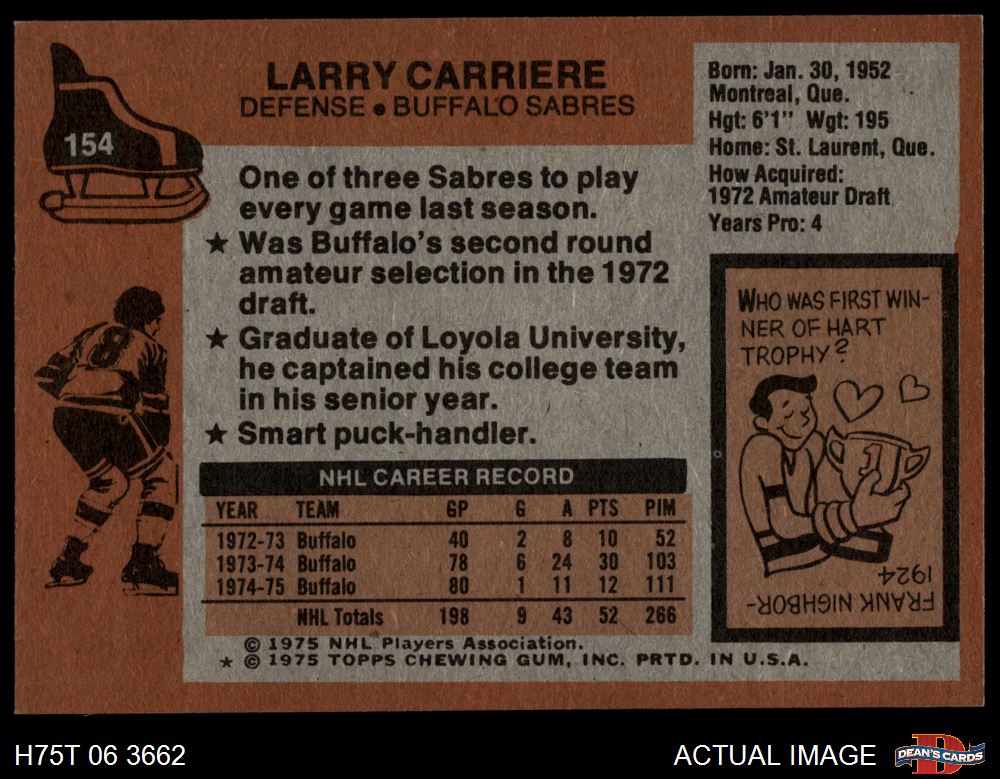 154
LARRY CARRIERE
DEFENSE • BUFFALO SABRES
Born: Jan. 30, 1952
Montreal, Que.
Hgt: 6'1" Wgt: 195
Home: St. Laurent, Que.
How Acquired:
1972 Amateur Draft
Years Pro: 4
One of three Sabres to play
every game last season.
★ Was Buffalo's second round
amateur selection in the 1972
draft.
★ Graduate of Loyola University,
he captained his college team
in his senior year.
★ Smart puck-handler.
8
NHL CAREER RECORD
YEAR TEAM GP G A PTS PIM
1972-73 Buffalo 40 2 8 10 52
1973-74 Buffalo 78 6 24 30 103
1974-75 Buffalo 80 1 11 12 111
NHL Totals 198 9 43 52 266
© 1975 NHL Players Association.
★ © 1975 TOPPS CHEWING GUM, INC. PRTD. IN U.S.A.
WHO WAS FIRST WIN-
NER OF HART
TROPHY?
1
FRANK NIGHBOR-
1924
H75T 06 3662
ACTUAL IMAGE
D
DEAN'S CARDS